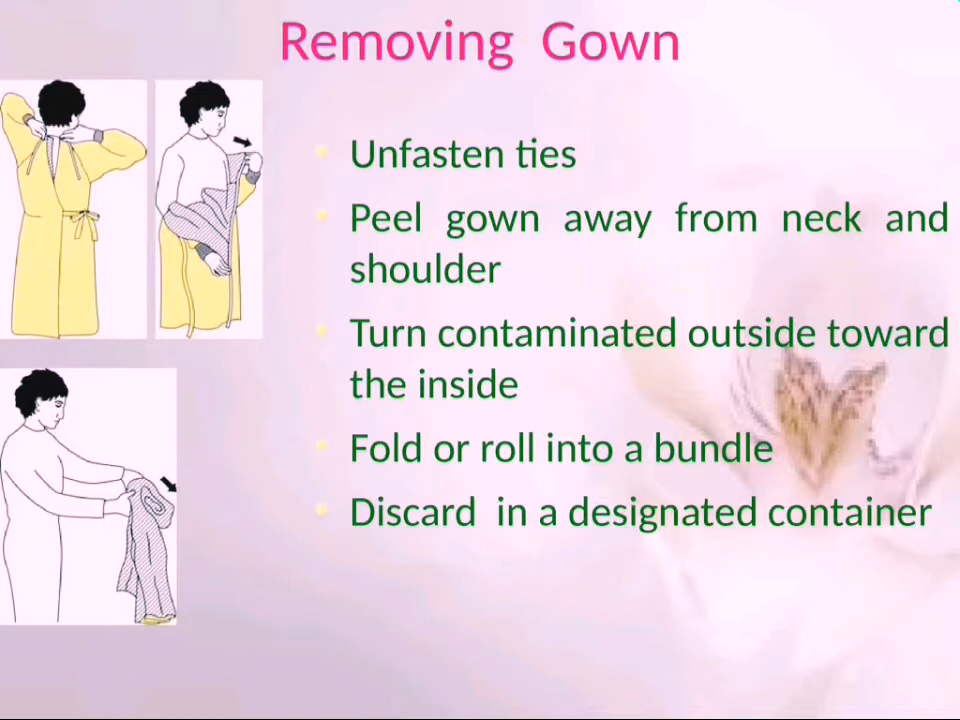 Removing Gown
Unfasten ties
Peel gown away from neck and
shoulder
Turn contaminated outside toward
the inside
Fold or roll into a bundle
Discard in a designated container